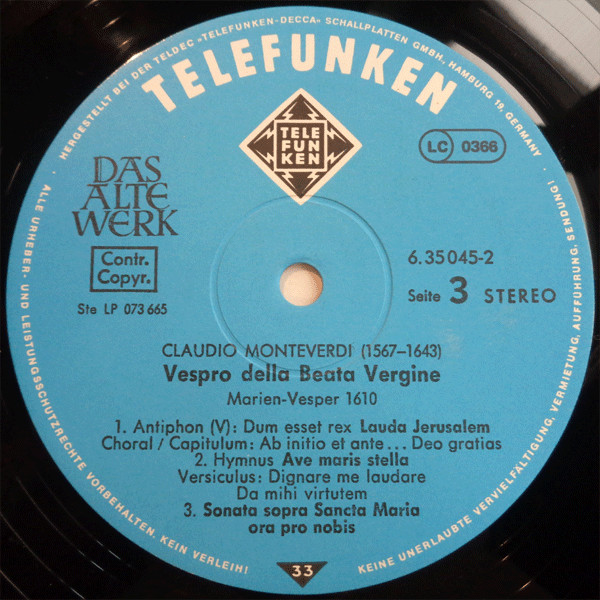 HERGESTELLT BEI DER TELDEC »TELEFUNKEN-DECCA« SCHALLPLATTEN GMBH, HAMBURG 19, GERMANY
TELEFUNKEN
TELE
FUN
KEN
LC 0366
DAS
ALTE
WERK
Contr.
Copyr.
Ste LP 073 665
6.35 045-2
Seite 3 STEREO
CLAUDIO MONTEVERDI (1567–1643)
Vespro della Beata Vergine
Marien-Vesper 1610
1. Antiphon (V): Dum esset rex Lauda Jerusalem
Choral / Capitulum: Ab initio et ante ... Deo gratias
2. Hymnus Ave maris stella
Versiculus: Dignare me laudare
Da mihi virtutem
3. Sonata sopra Sancta Maria
ora pro nobis
33
ALLE URHEBER- UND LEISTUNGSSCHUTZRECHTE VORBEHALTEN. KEIN VERLEIH!
KEINE UNERLAUBTE VERVIELFÄLTIGUNG, VERMIETUNG, AUFFÜHRUNG, SENDUNG!